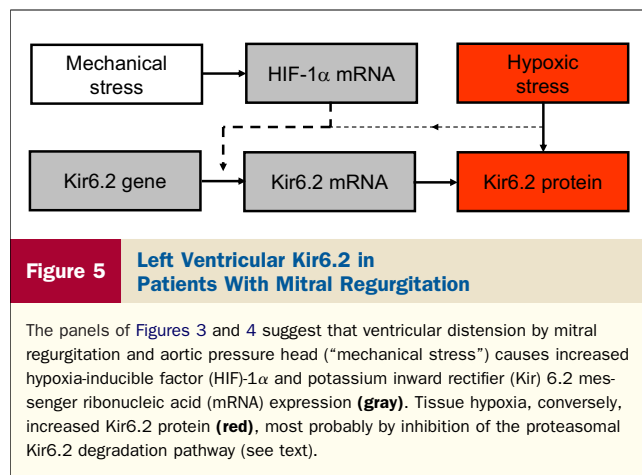 Mechanical
stress
HIF-1α mRNA
Hypoxic
stress
Kir6.2 gene
Kir6.2 mRNA
Kir6.2 protein
Figure 5
Left Ventricular Kir6.2 in
Patients With Mitral Regurgitation
The panels of Figures 3 and 4 suggest that ventricular distension by mitral
regurgitation and aortic pressure head (“mechanical stress”) causes increased
hypoxia-inducible factor (HIF)-1α and potassium inward rectifier (Kir) 6.2 mes-
senger ribonucleic acid (mRNA) expression (gray). Tissue hypoxia, conversely,
increased Kir6.2 protein (red), most probably by inhibition of the proteasomal
Kir6.2 degradation pathway (see text).